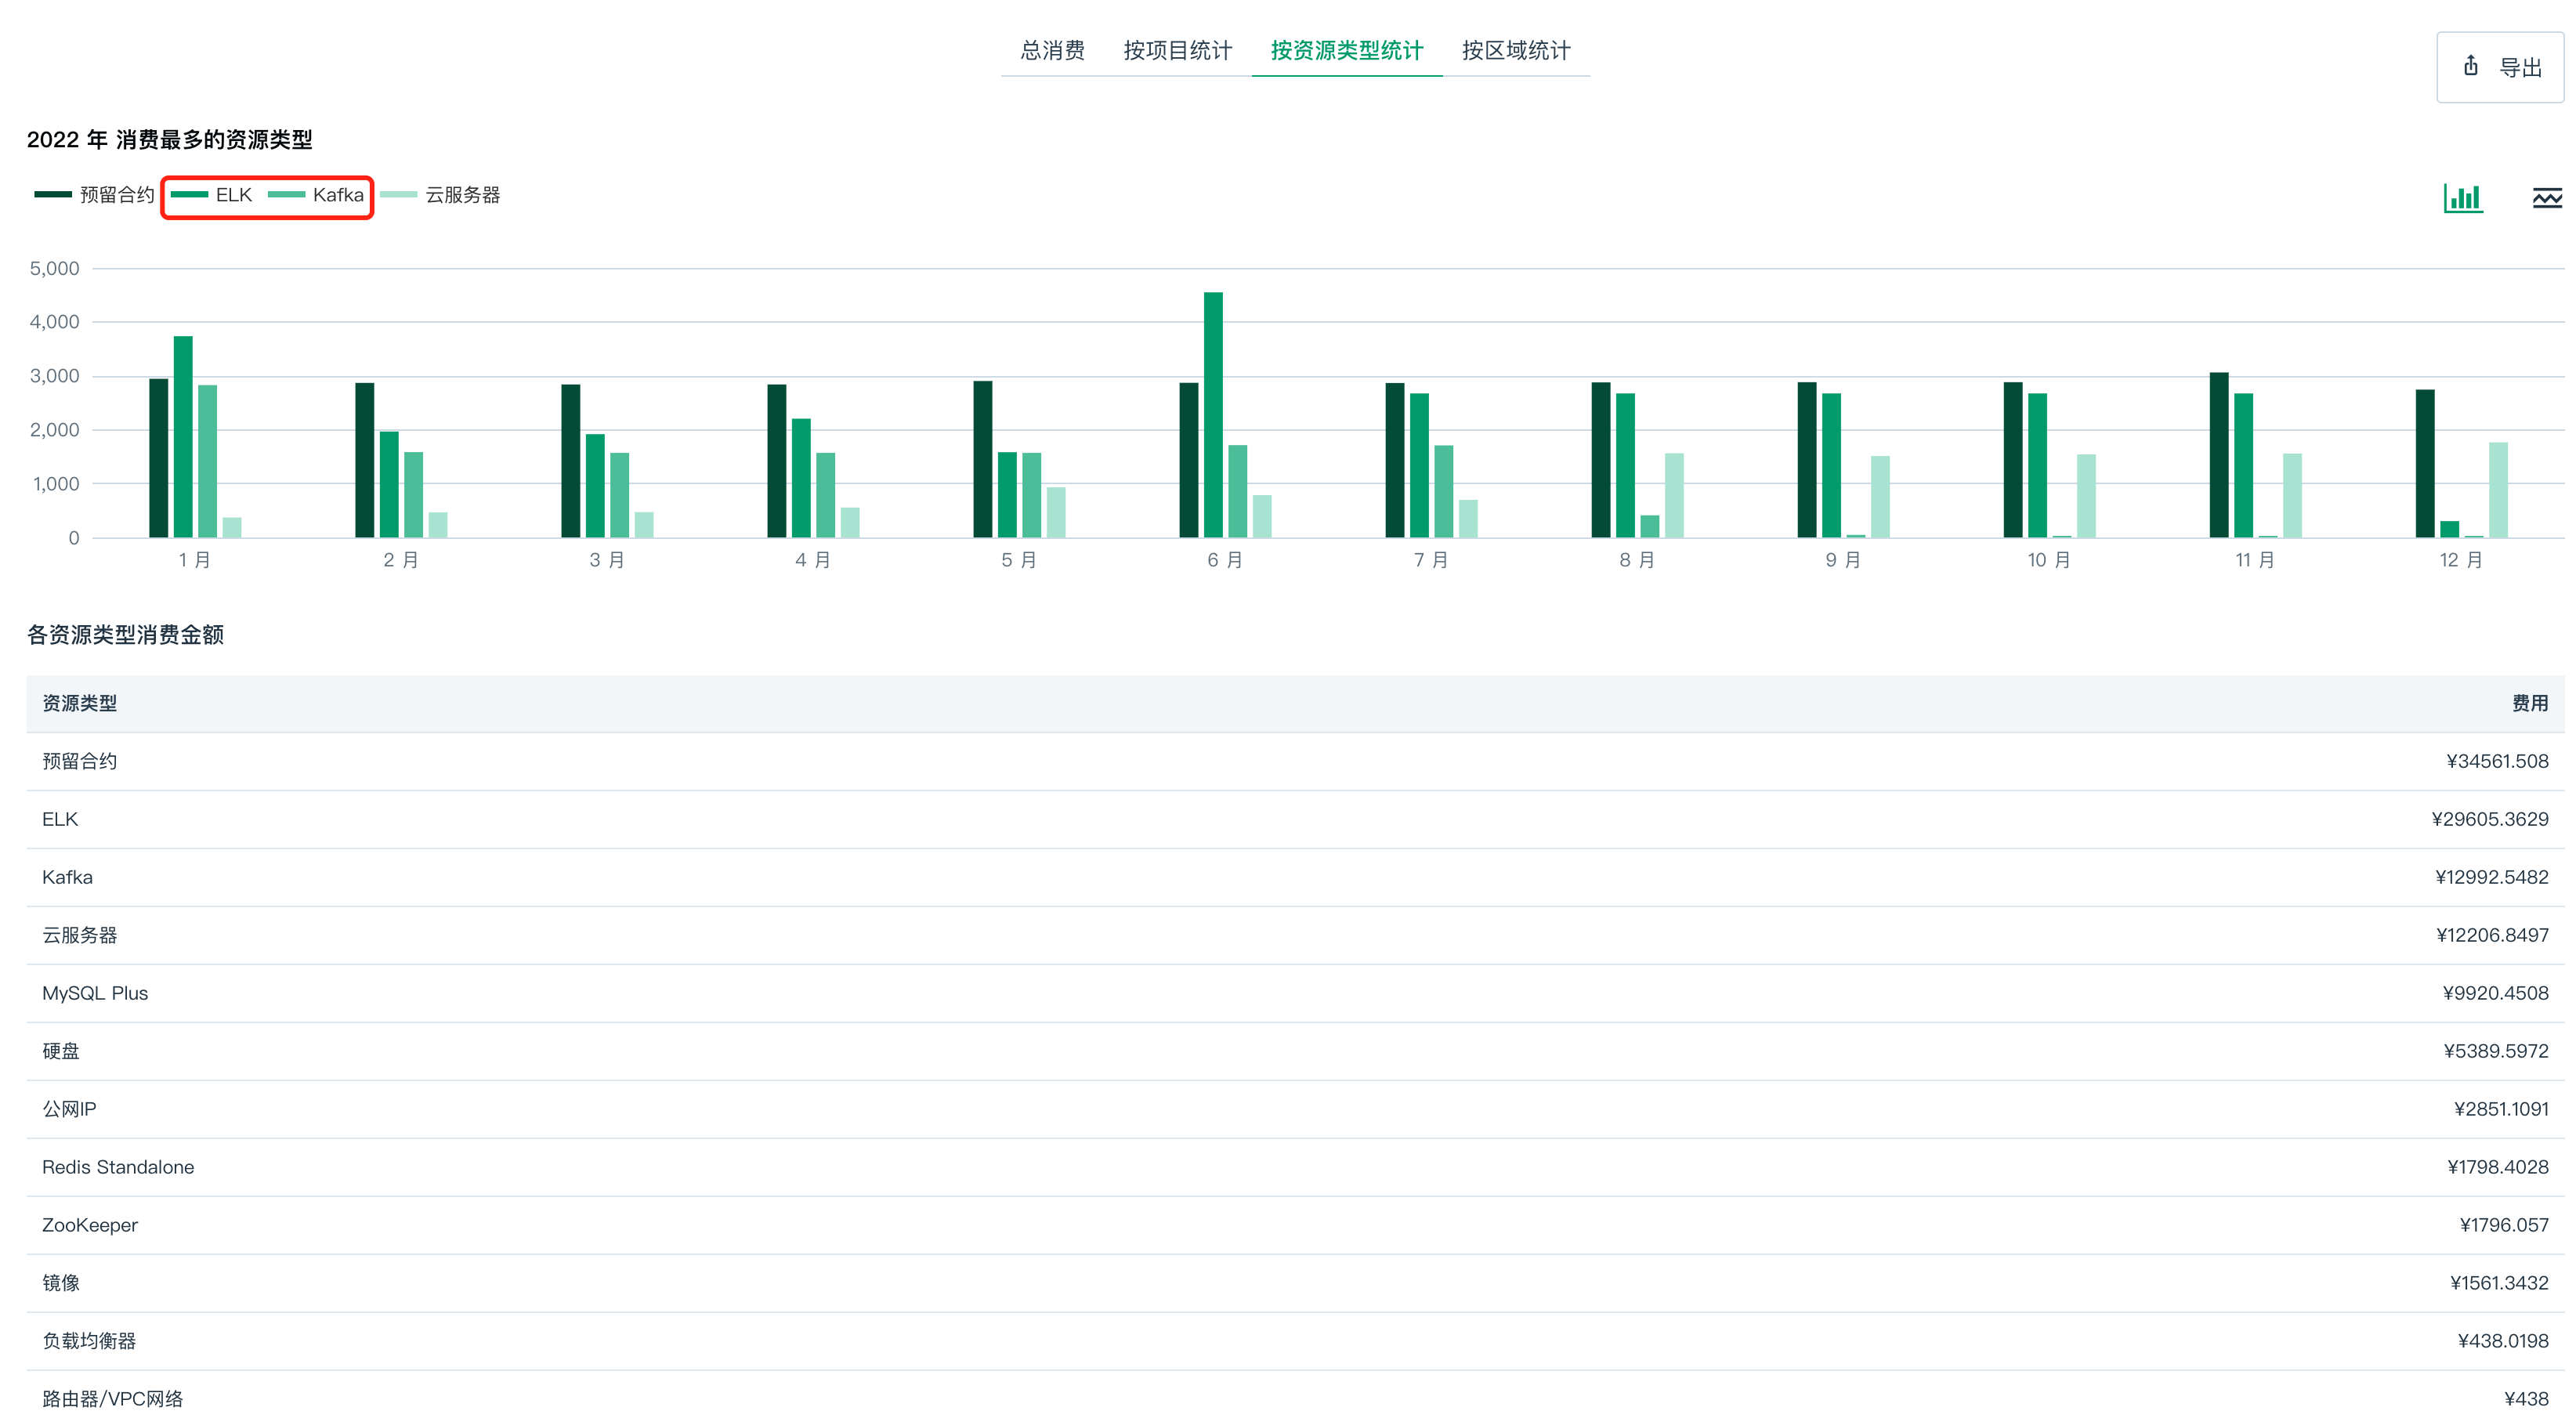 总消费 按项目统计 按资源类型统计 按区域统计
导出
2022 年 消费最多的资源类型
预留合约 ELK Kafka 云服务器
5,000
4,000
3,000
2,000
1,000
0
1 月 2 月 3 月 4 月 5 月 6 月 7 月 8 月 9 月 10 月 11 月 12 月
各资源类型消费金额
资源类型 费用
预留合约 ¥34561.508
ELK ¥29605.3629
Kafka ¥12992.5482
云服务器 ¥12206.8497
MySQL Plus ¥9920.4508
硬盘 ¥5389.5972
公网IP ¥2851.1091
Redis Standalone ¥1798.4028
ZooKeeper ¥1796.057
镜像 ¥1561.3432
负载均衡器 ¥438.0198
路由器/VPC网络 ¥438